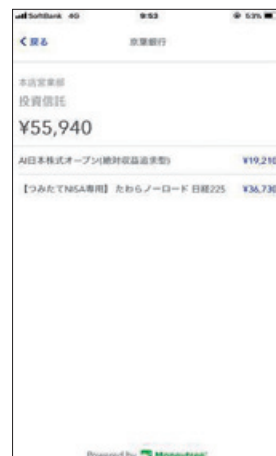 SoftBank 4G 9:53 53%
戻る 京葉銀行
本店営業部
投資信託
¥55,940
AI日本株式オープン(絶対収益追求型) ¥19,210
【つみたてNISA専用】 たわらノーロード 日経225 ¥36,730
Powered by Moneytree